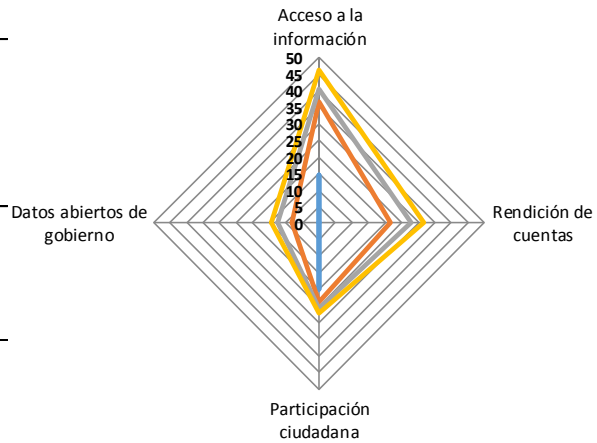 Acceso a la
información
50
45
40
35
30
25
20
15
10
5
0
Datos abiertos de
gobierno
Rendición de
cuentas
Participación
ciudadana